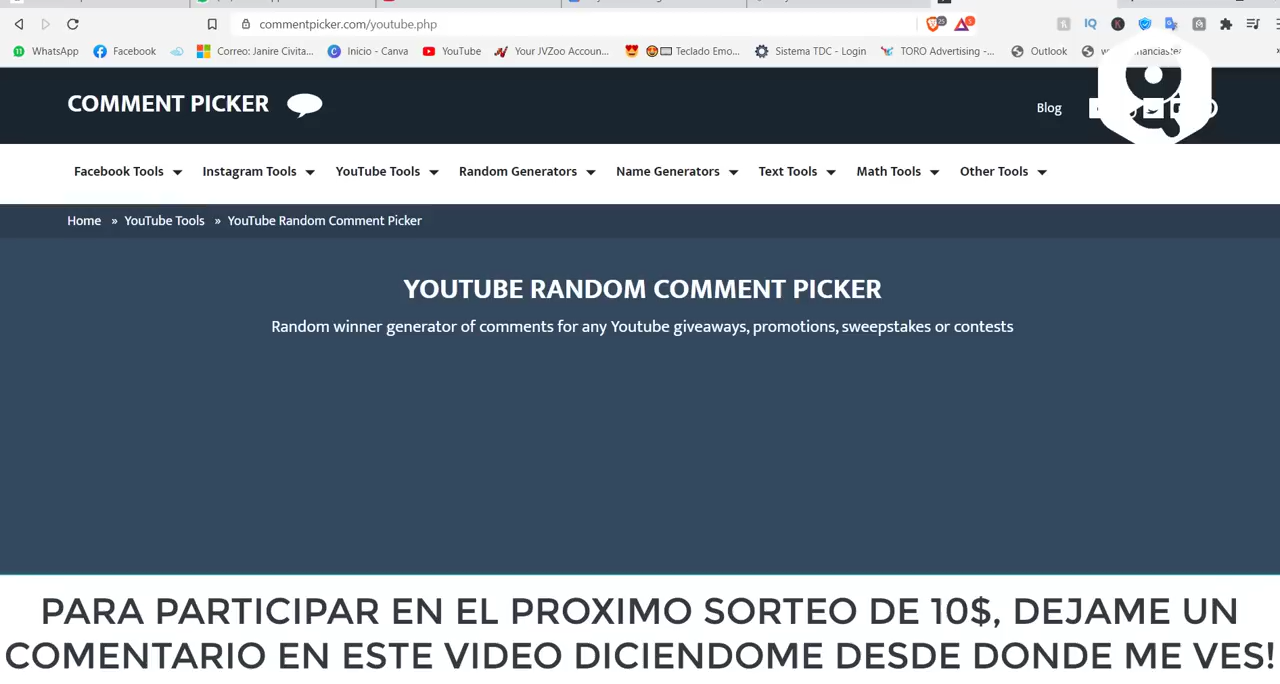 commentpicker.com/youtube.php
WhatsApp Facebook Correo: Janire Civita... Inicio - Canva YouTube Your JVZoo Accoun... Teclado Emo... Sistema TDC - Login TORO Advertising -... Outlook
COMMENT PICKER
Blog
Facebook Tools Instagram Tools YouTube Tools Random Generators Name Generators Text Tools Math Tools Other Tools
Home » YouTube Tools » YouTube Random Comment Picker
YOUTUBE RANDOM COMMENT PICKER
Random winner generator of comments for any Youtube giveaways, promotions, sweepstakes or contests
PARA PARTICIPAR EN EL PROXIMO SORTEO DE 10$, DEJAME UN
COMENTARIO EN ESTE VIDEO DICIENDOME DESDE DONDE ME VES!